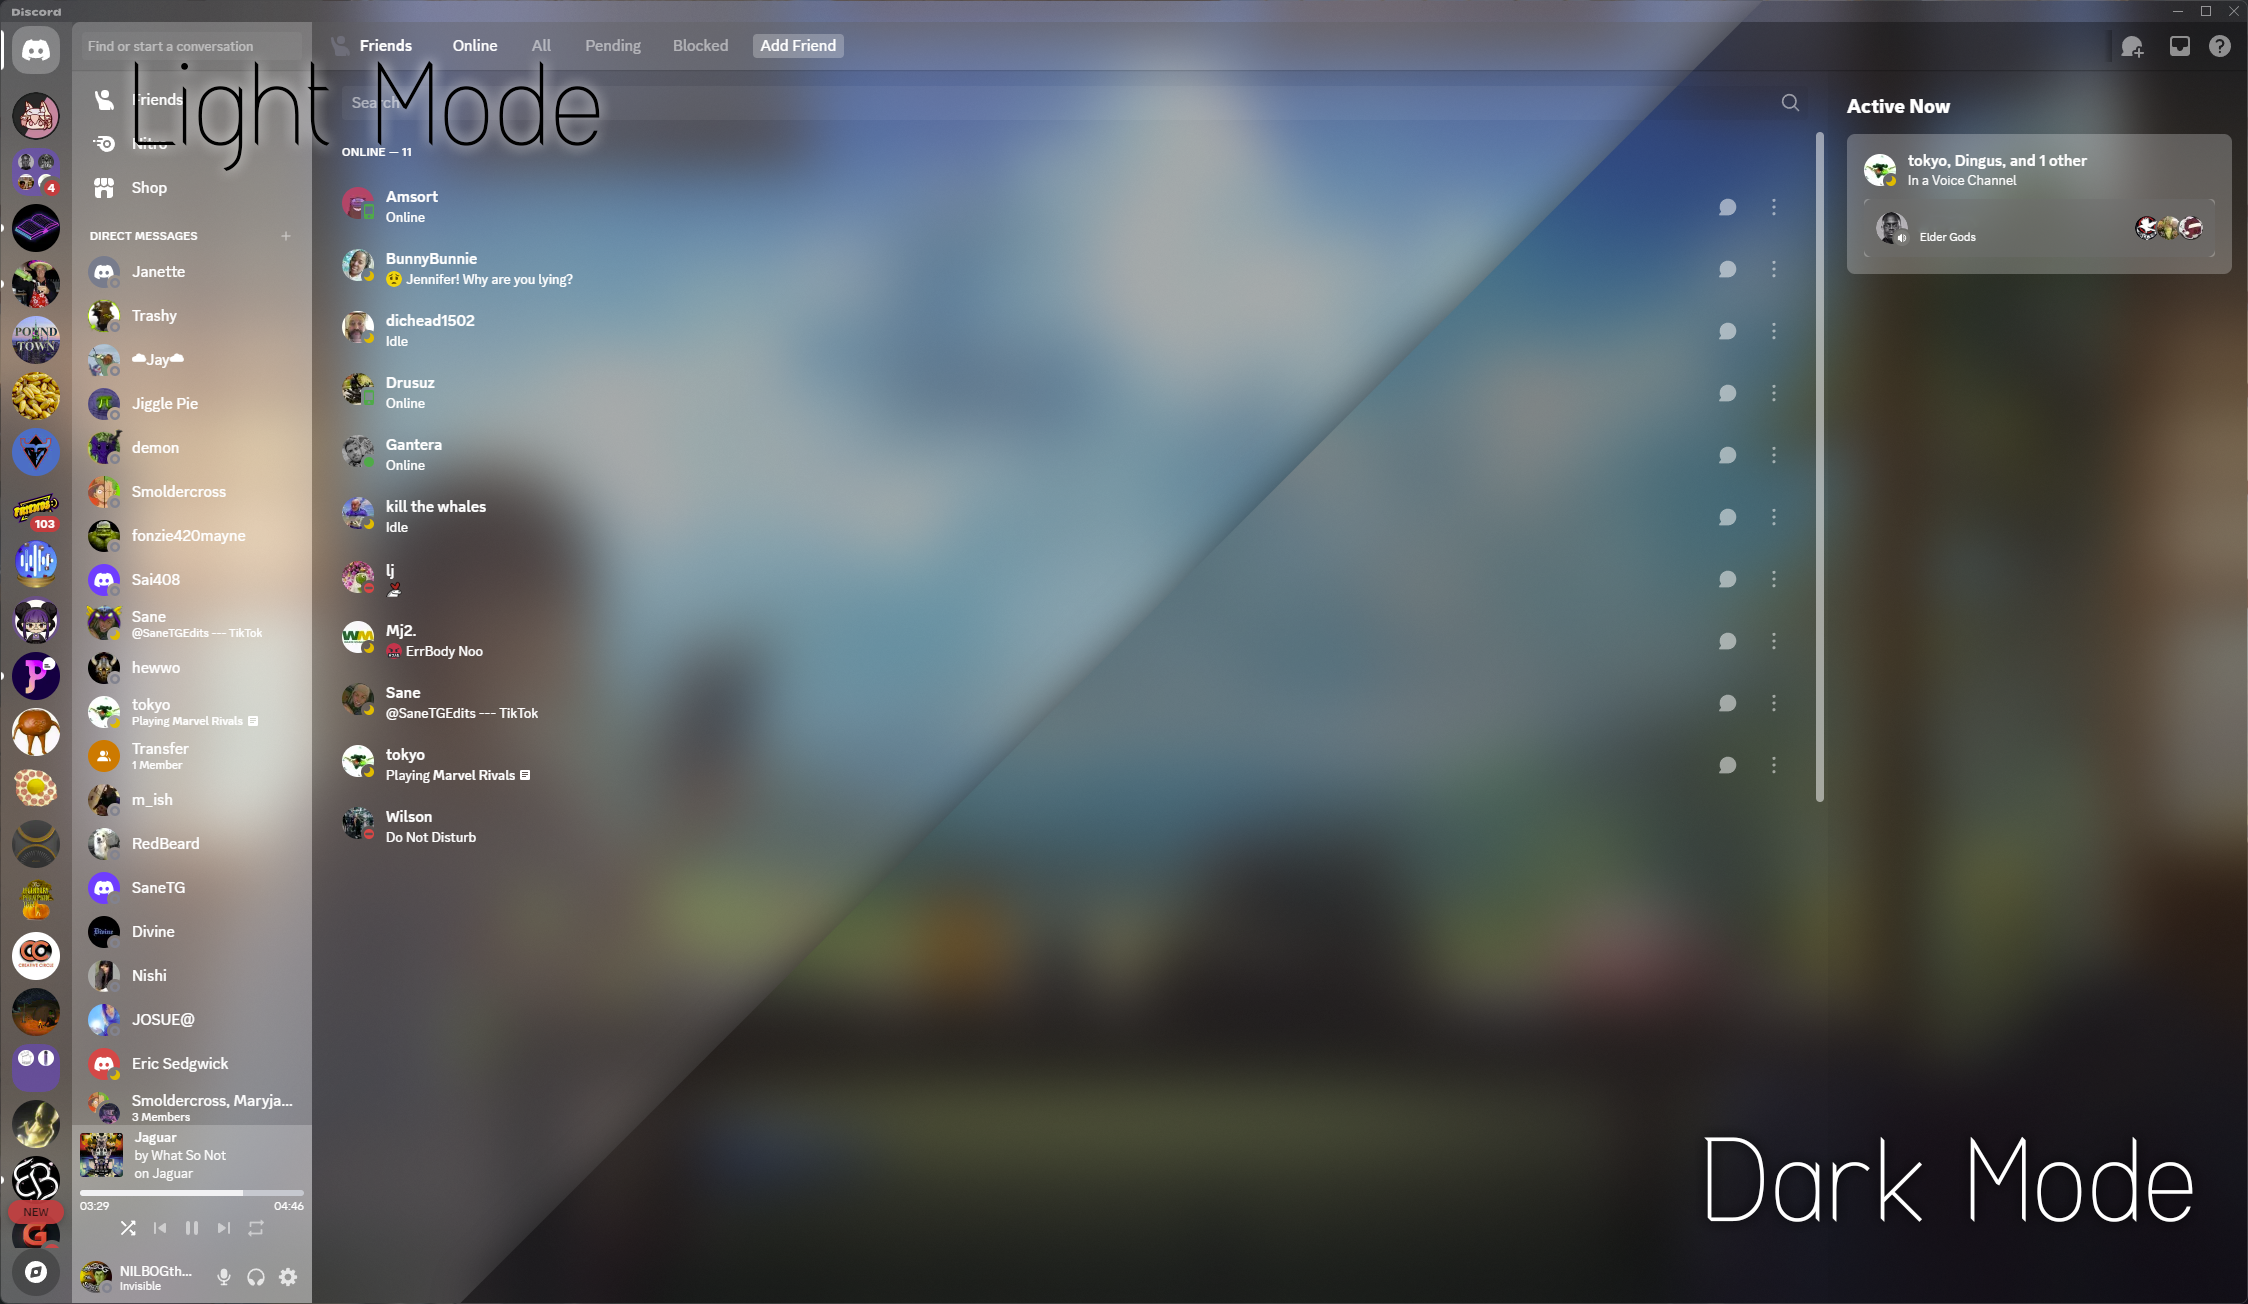 Discord
Find or start a conversation
Friends
Online
All
Pending
Blocked
Add Friend
Light Mode
Friends
Nitro
Shop
DIRECT MESSAGES
Janette
Trashy
Jay
Jiggle Pie
demon
Smoldercross
fonzie420mayne
Sai408
Sane
@SaneTGEdits --- TikTok
hewwo
tokyo
Playing Marvel Rivals
Transfer
1 Member
m_ish
RedBeard
SaneTG
Divine
Nishi
JOSUE@
Eric Sedgwick
Smoldercross, Maryja...
3 Members
Jaguar
by What So Not
on Jaguar
03:29 04:46
NILBOGth...
Invisible
4
POUND
TOWN
FRIENDS
103
CREATIVE CIRCLE
NEW
Search
ONLINE — 11
Amsort
Online
BunnyBunnie
Jennifer! Why are you lying?
dichead1502
Idle
Drusuz
Online
Gantera
Online
kill the whales
Idle
lj
Mj2.
ErrBody Noo
Sane
@SaneTGEdits --- TikTok
tokyo
Playing Marvel Rivals
Wilson
Do Not Disturb
Active Now
tokyo, Dingus, and 1 other
In a Voice Channel
Elder Gods
Dark Mode